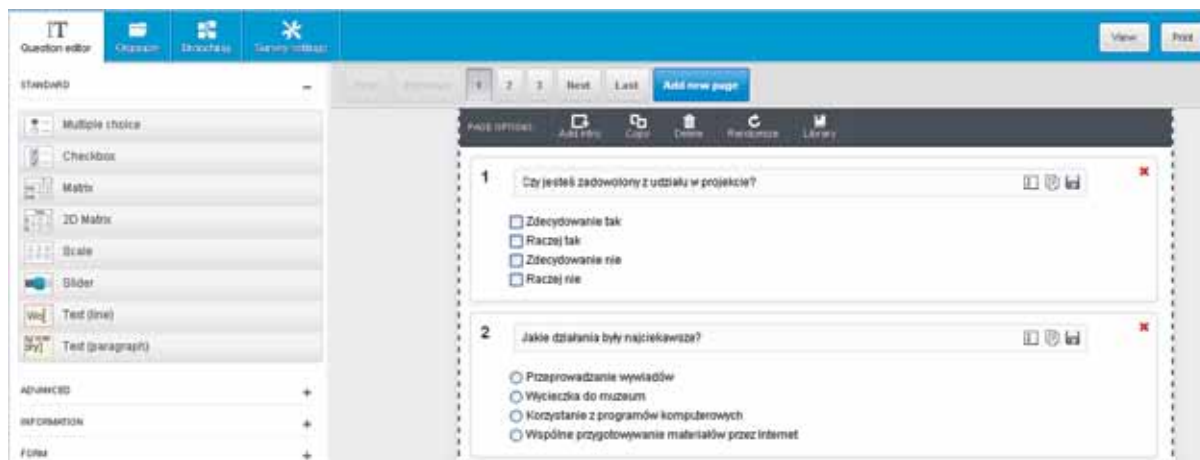 Question editor
Organize
Branching
Survey settings
View
Print
STANDARD
Multiple choice
Checkbox
Matrix
2D Matrix
Scale
Slider
Text (line)
Text (paragraph)
ADVANCED
INFORMATION
FORM
First Previous 1 2 3 Next Last Add new page
PAGE OPTIONS: Add intro Copy Delete Randomize Library
1 Czy jesteś zadowolony z udziału w projekcie?
Zdecydowanie tak
Raczej tak
Zdecydowanie nie
Raczej nie
2 Jakie działania były najciekawsze?
Przeprowadzanie wywiadów
Wycieczka do muzeum
Korzystanie z programów komputerowych
Wspólne przygotowywanie materiałów przez Internet